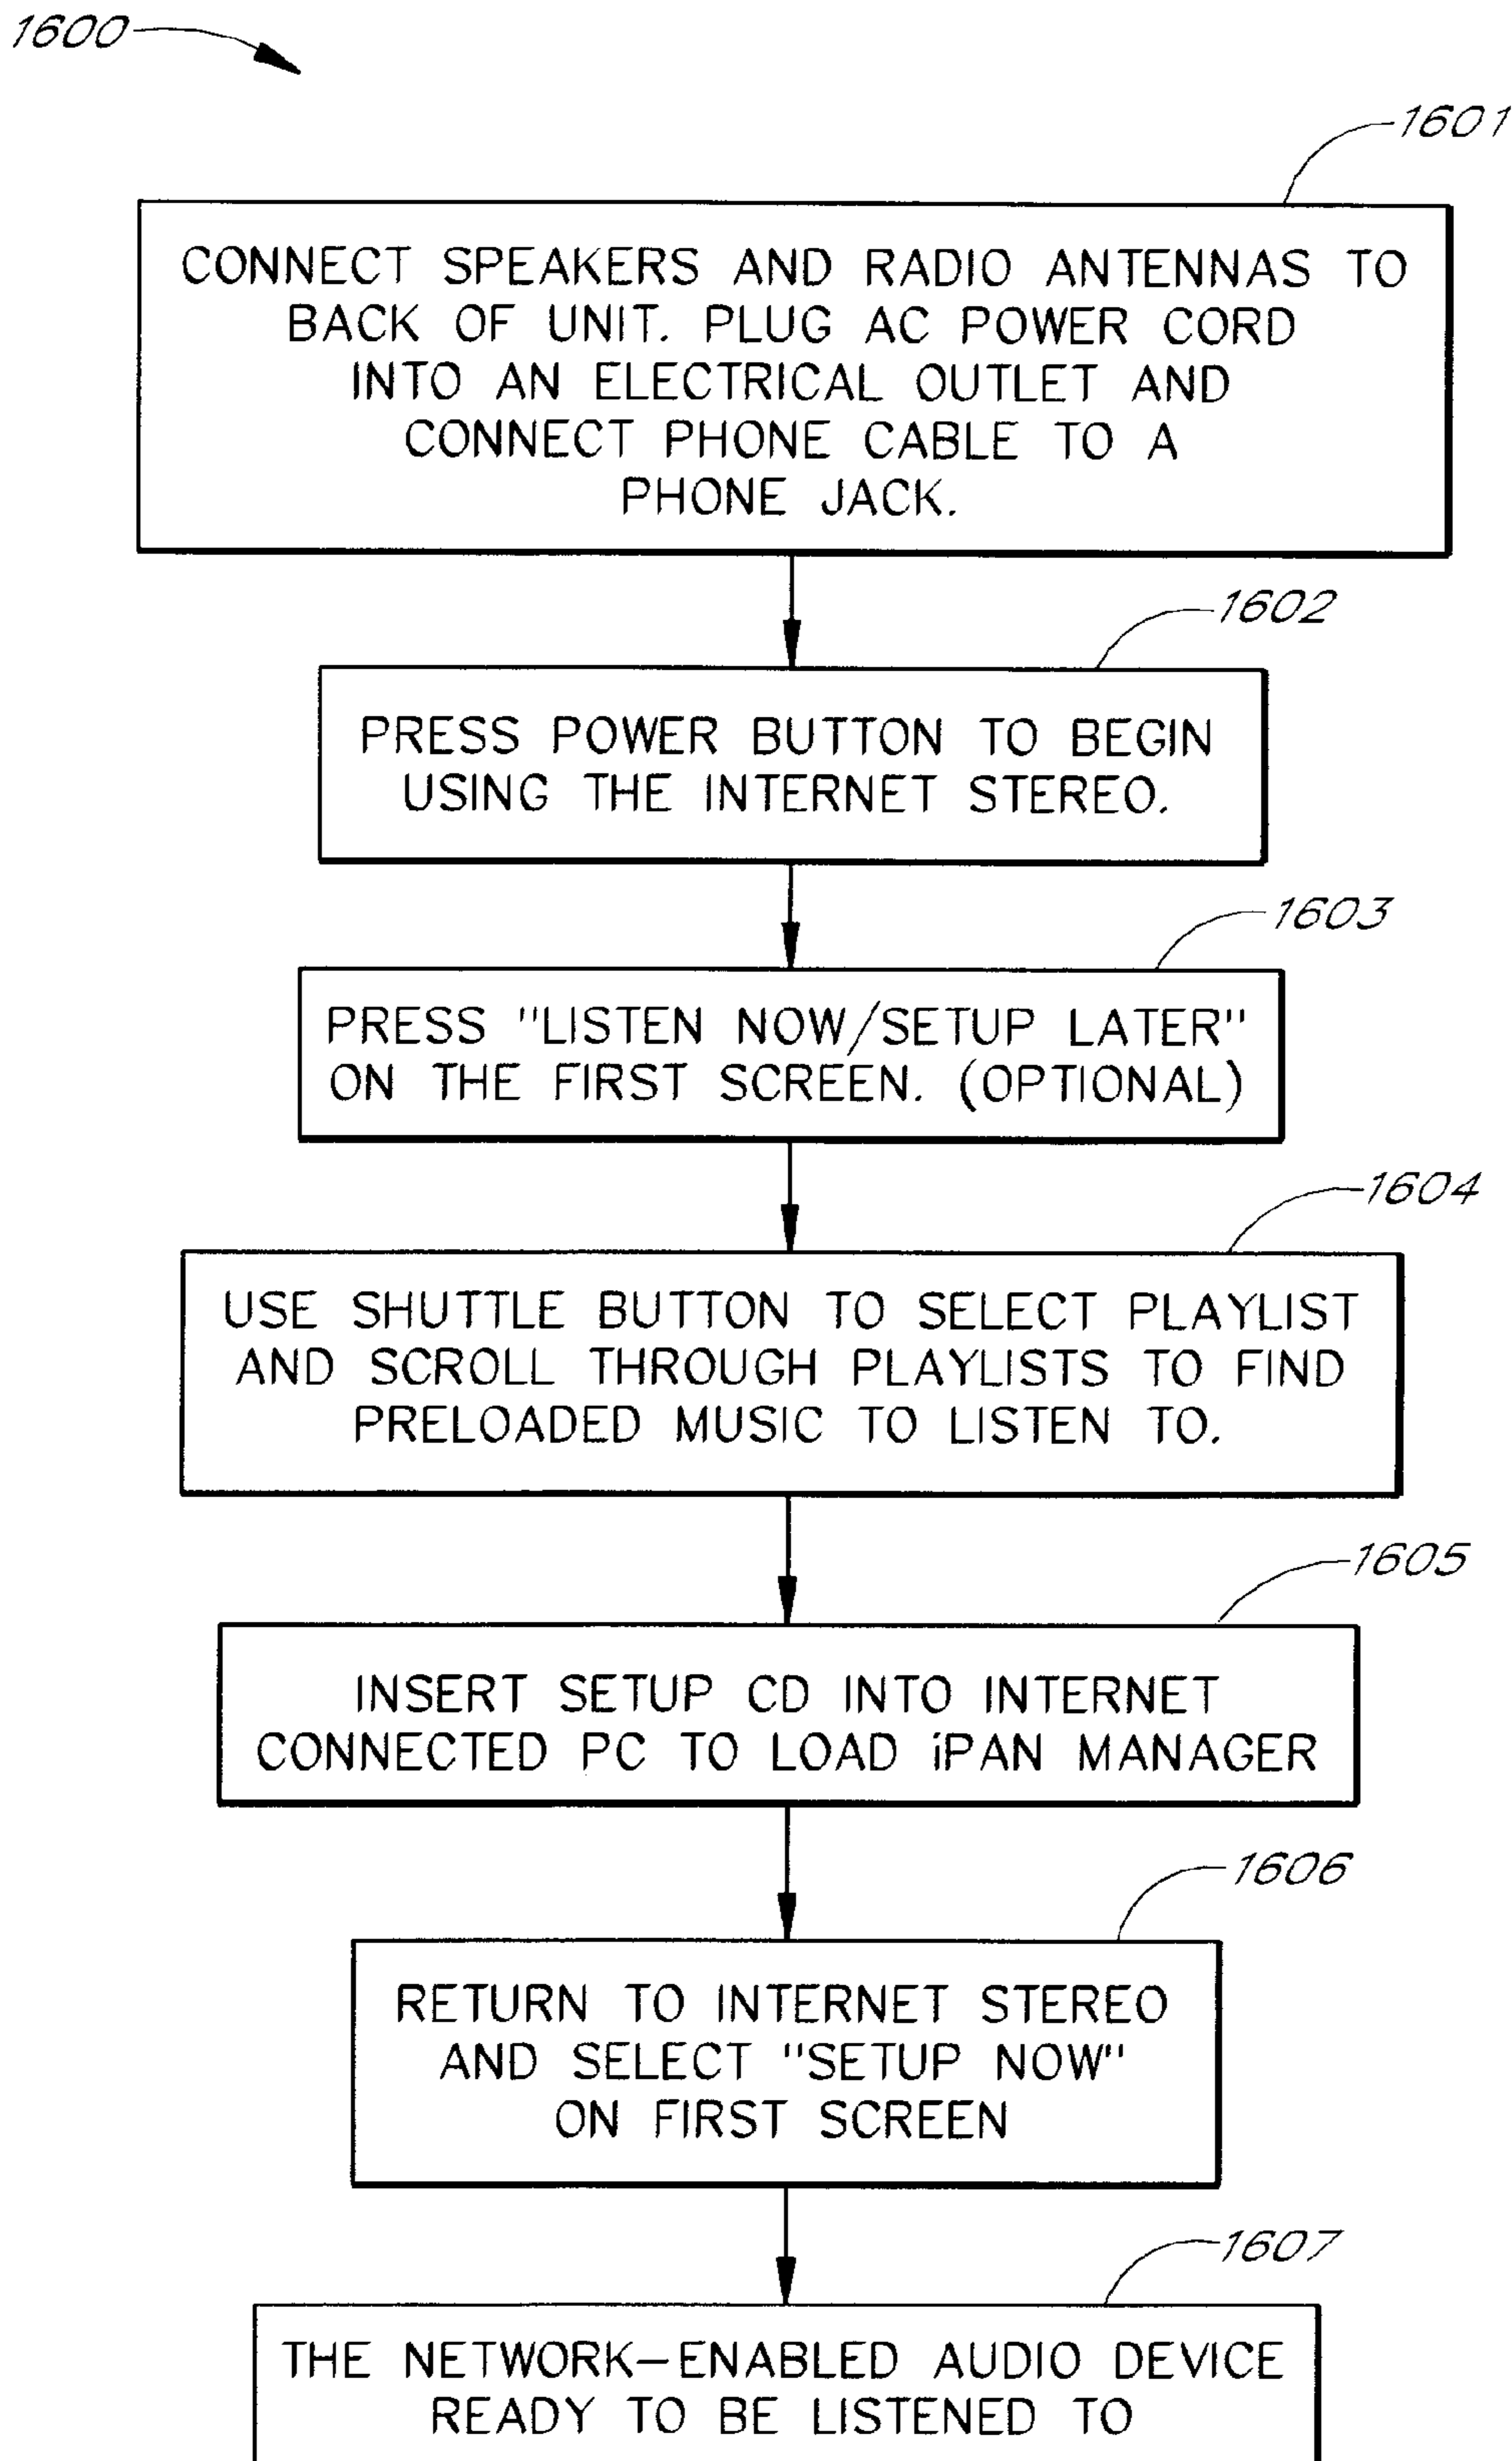 1600
1601
CONNECT SPEAKERS AND RADIO ANTENNAS TO
BACK OF UNIT. PLUG AC POWER CORD
INTO AN ELECTRICAL OUTLET AND
CONNECT PHONE CABLE TO A
PHONE JACK.
1602
PRESS POWER BUTTON TO BEGIN
USING THE INTERNET STEREO.
1603
PRESS "LISTEN NOW/SETUP LATER"
ON THE FIRST SCREEN. (OPTIONAL)
1604
USE SHUTTLE BUTTON TO SELECT PLAYLIST
AND SCROLL THROUGH PLAYLISTS TO FIND
PRELOADED MUSIC TO LISTEN TO.
1605
INSERT SETUP CD INTO INTERNET
CONNECTED PC TO LOAD iPAN MANAGER
1606
RETURN TO INTERNET STEREO
AND SELECT "SETUP NOW"
ON FIRST SCREEN
1607
THE NETWORK-ENABLED AUDIO DEVICE
READY TO BE LISTENED TO